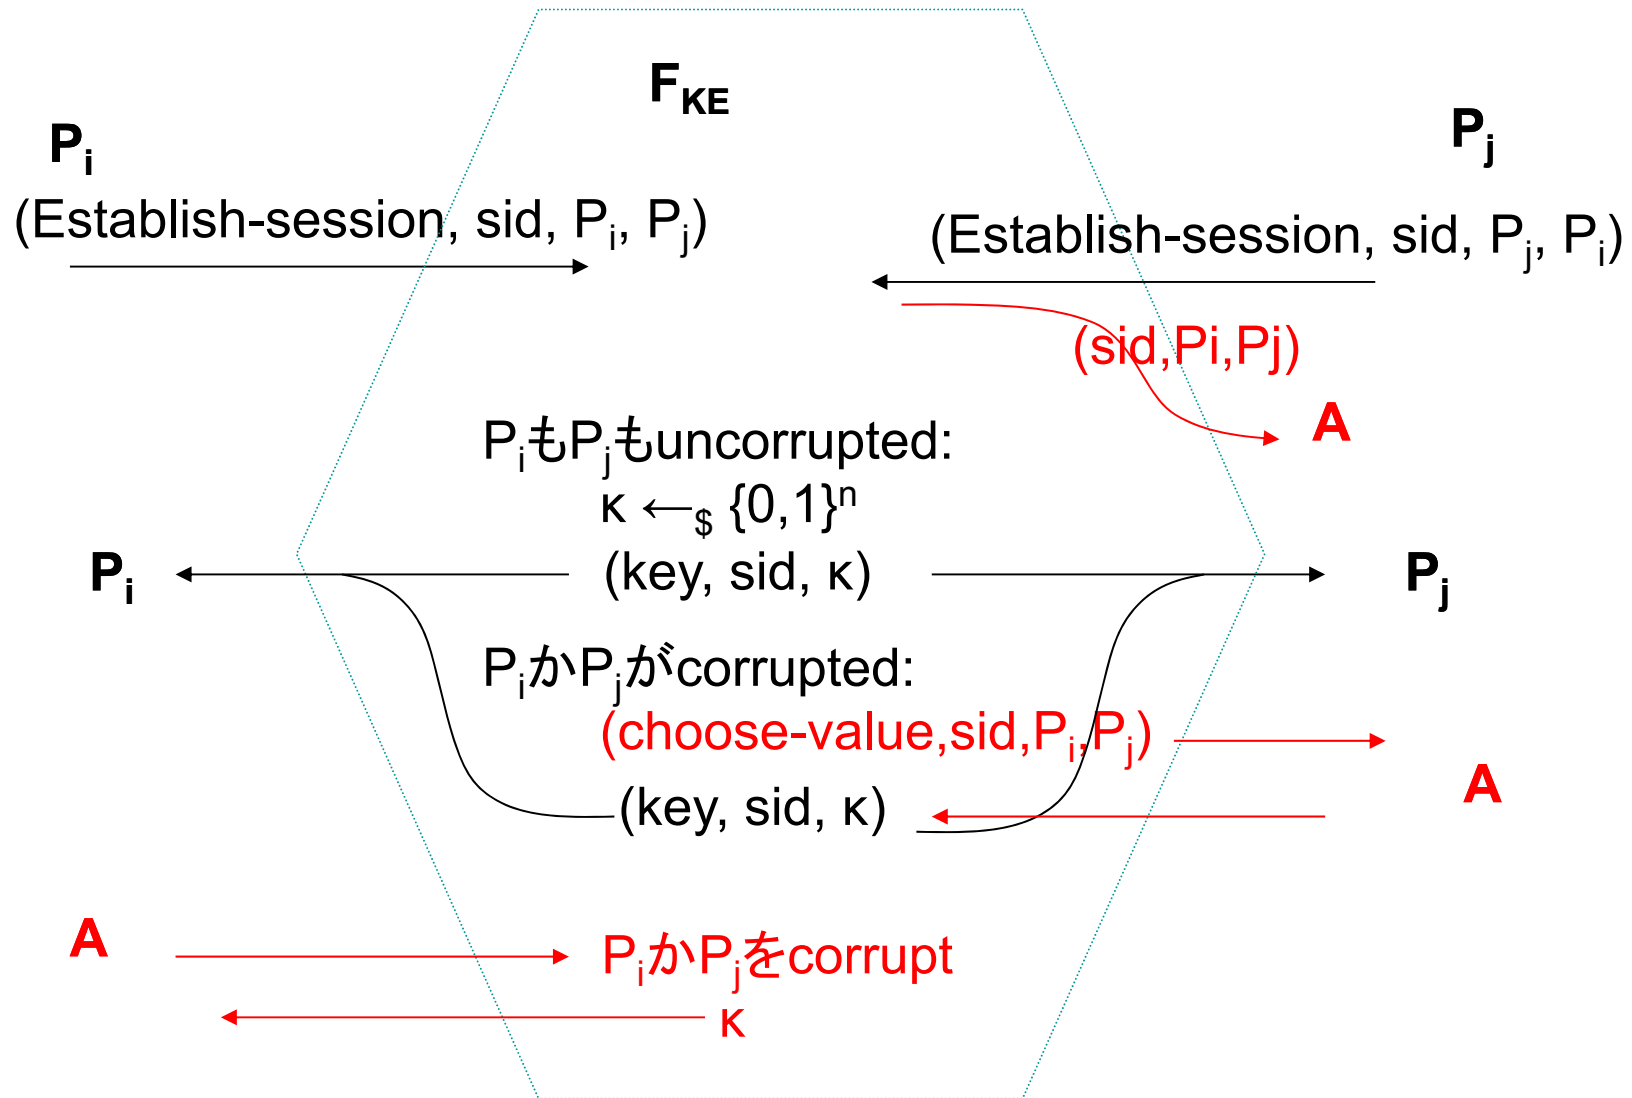 F_KE
P_i
P_j
(Establish-session, sid, P_i, P_j)
(Establish-session, sid, P_j, P_i)
(sid,Pi,Pj)
A
P_iもP_jもuncorrupted:
κ ←_$ {0,1}^n
P_i
(key, sid, κ)
P_j
P_iかP_jがcorrupted:
(choose-value,sid,P_i,P_j)
A
(key, sid, κ)
A
P_iかP_jをcorrupt
κ